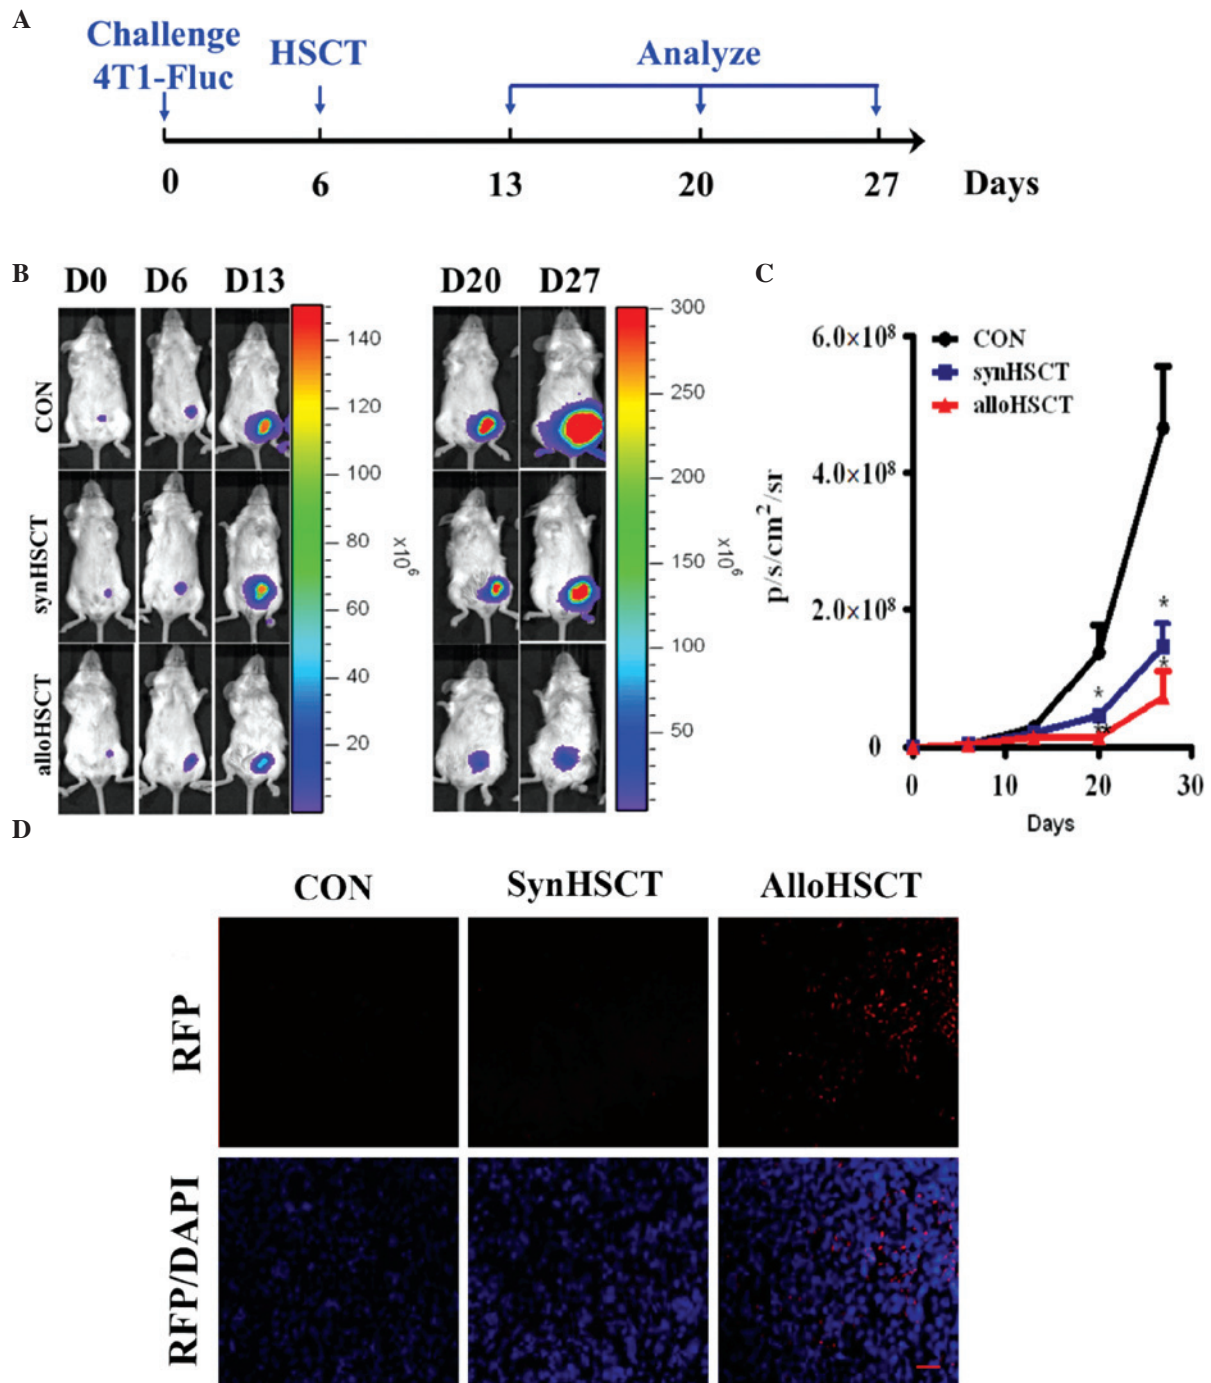 A
Challenge
4T1-Fluc
HSCT
Analyze
0
6
13
20
27
Days
B
D0
D6
D13
D20
D27
CON
synHSCT
alloHSCT
140
120
100
80
60
40
20
x10⁶
300
250
200
150
100
50
x10⁶
C
6.0×10⁸
4.0×10⁸
2.0×10⁸
0
p/s/cm²/sr
CON
synHSCT
alloHSCT
*
*
*
**
0
10
20
30
Days
D
CON
SynHSCT
AlloHSCT
RFP
RFP/DAPI